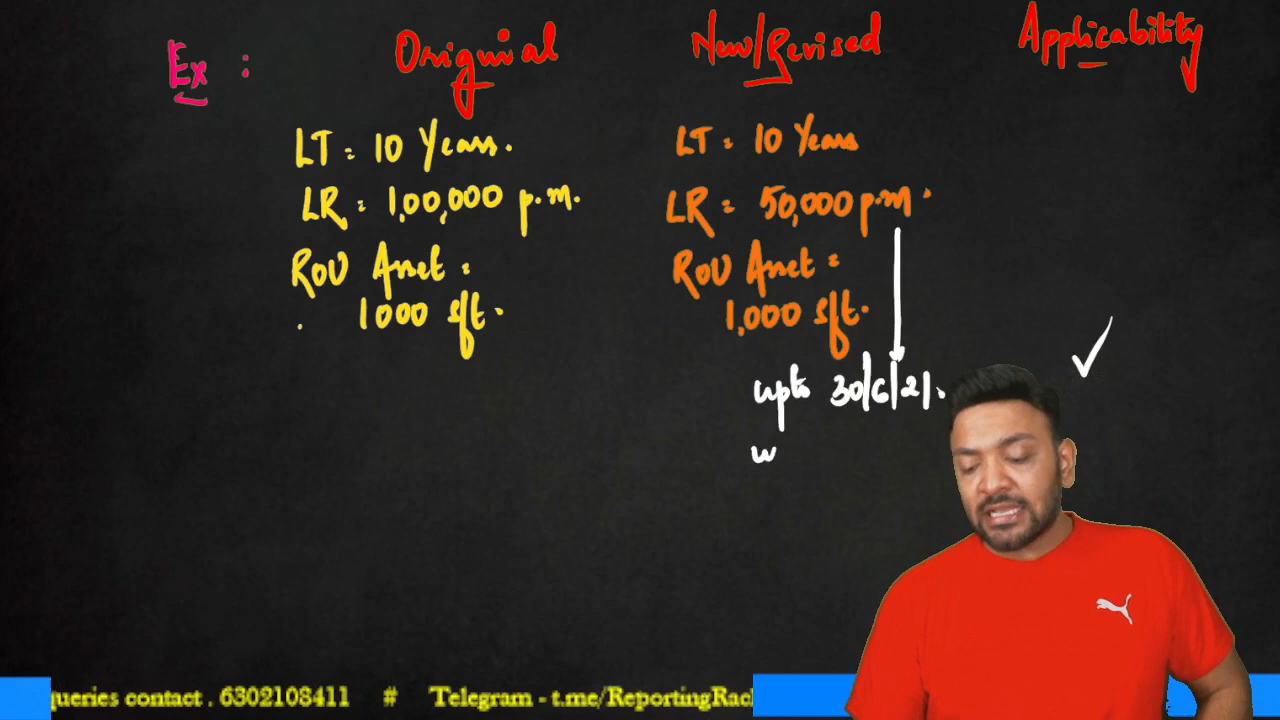 Ex : Original New/Revised Applicability
LT = 10 Years. LT = 10 Years
LR = 1,00,000 p.m. LR = 50,000 p.m.
ROU Asset = ROU Asset =
1000 sft. 1,000 sft.
upto 30/6/21.
w
queries contact . 6302108411 # Telegram - t.me/ReportingRac